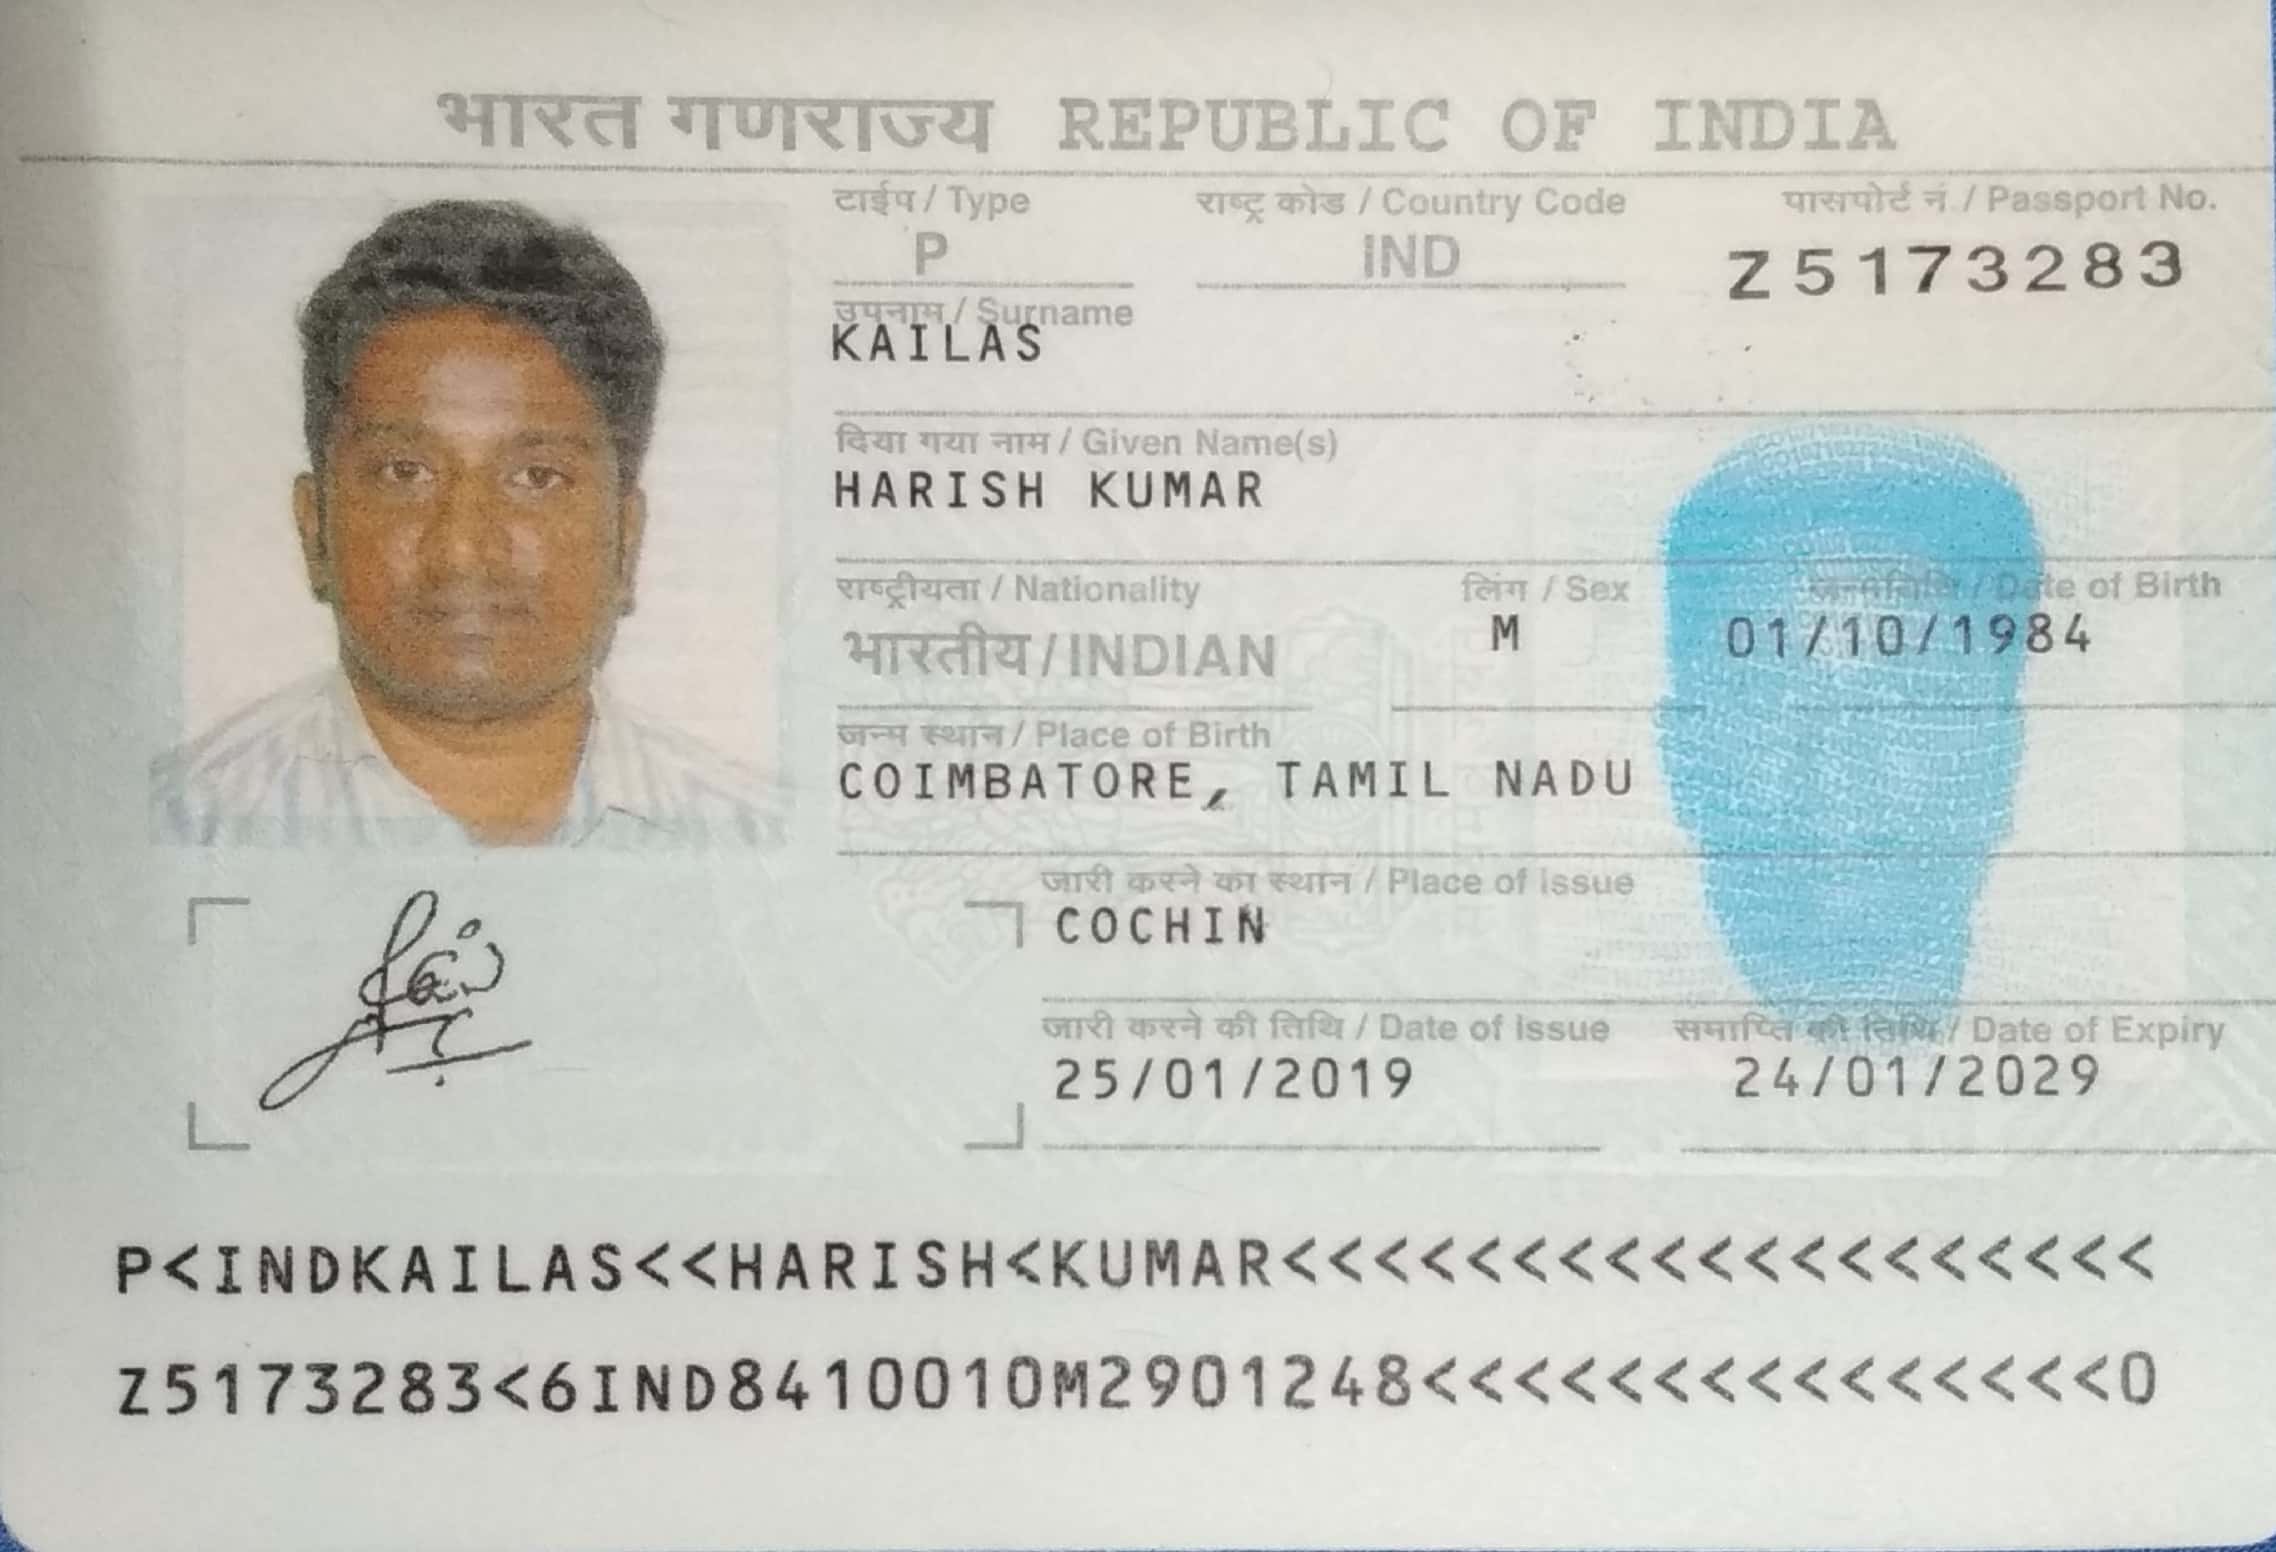 भारत गणराज्य REPUBLIC OF INDIA
टाईप / Type राष्ट्र कोड / Country Code पासपोर्ट नं. / Passport No.
P IND Z5173283
उपनाम / Surname
KAILAS
दिया गया नाम / Given Name(s)
HARISH KUMAR
राष्ट्रीयता / Nationality लिंग / Sex जन्मतिथि / Date of Birth
भारतीय / INDIAN M 01/10/1984
जन्म स्थान / Place of Birth
COIMBATORE, TAMIL NADU
जारी करने का स्थान / Place of Issue
COCHIN
जारी करने की तिथि / Date of Issue समाप्ति की तिथि / Date of Expiry
25/01/2019 24/01/2029
P<INDKAILAS<<HARISH<KUMAR<<<<<<<<<<<<<<<<<<<
Z5173283<6IND8410010M2901248<<<<<<<<<<<<<<<0